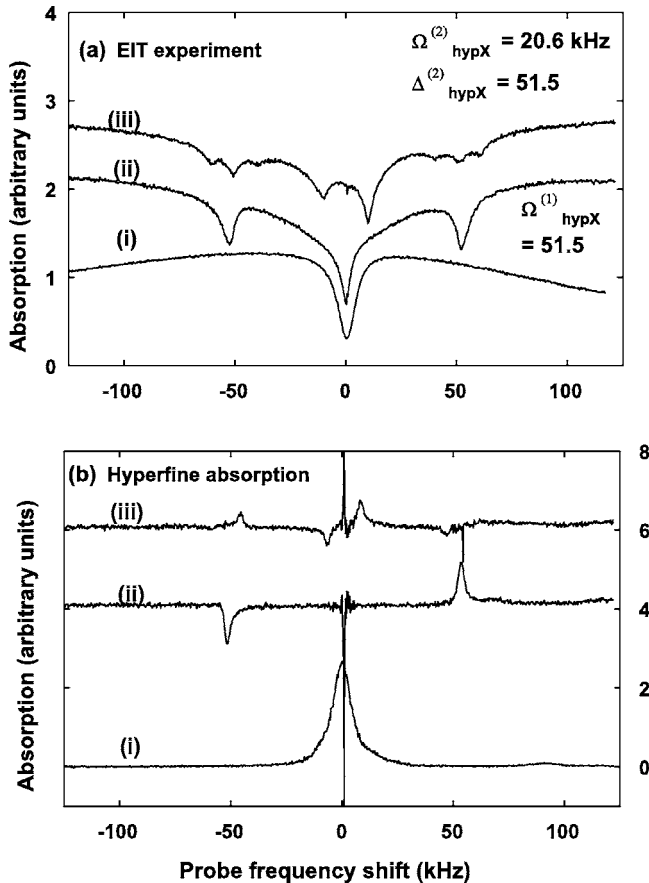 4
(a) EIT experiment
Ω(2)hypX = 20.6 kHz
Δ(2)hypX = 51.5
3
(iii)
(ii)
2
Ω(1)hypX
= 51.5
(i)
1
0
Absorption (arbitrary units)
-100 -50 0 50 100
8
(b) Hyperfine absorption
(iii)
6
(ii)
4
2
(i)
0
Absorption (arbitrary units)
-100 -50 0 50 100
Probe frequency shift (kHz)